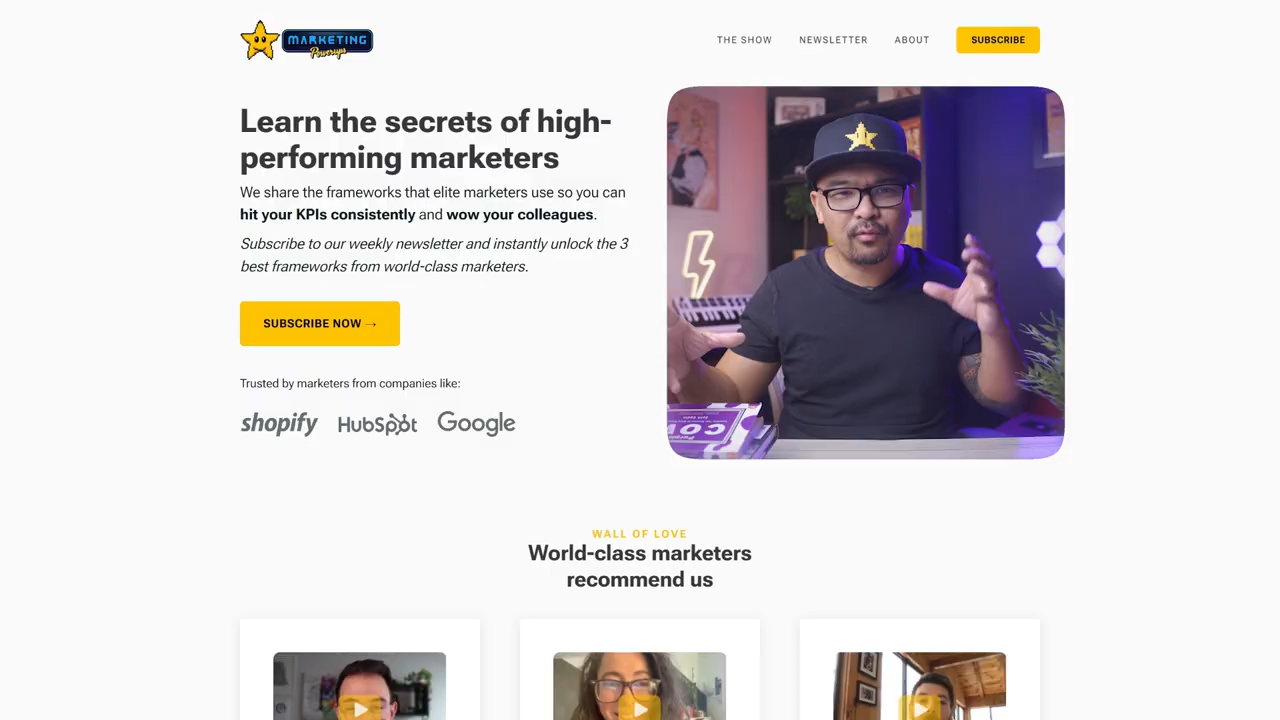 MARKETING
Powerups
THE SHOW
NEWSLETTER
ABOUT
SUBSCRIBE
Learn the secrets of high-
performing marketers
We share the frameworks that elite marketers use so you can
hit your KPIs consistently and wow your colleagues.
Subscribe to our weekly newsletter and instantly unlock the 3
best frameworks from world-class marketers.
SUBSCRIBE NOW →
Trusted by marketers from companies like:
shopify HubSpot Google
WALL OF LOVE
World-class marketers
recommend us